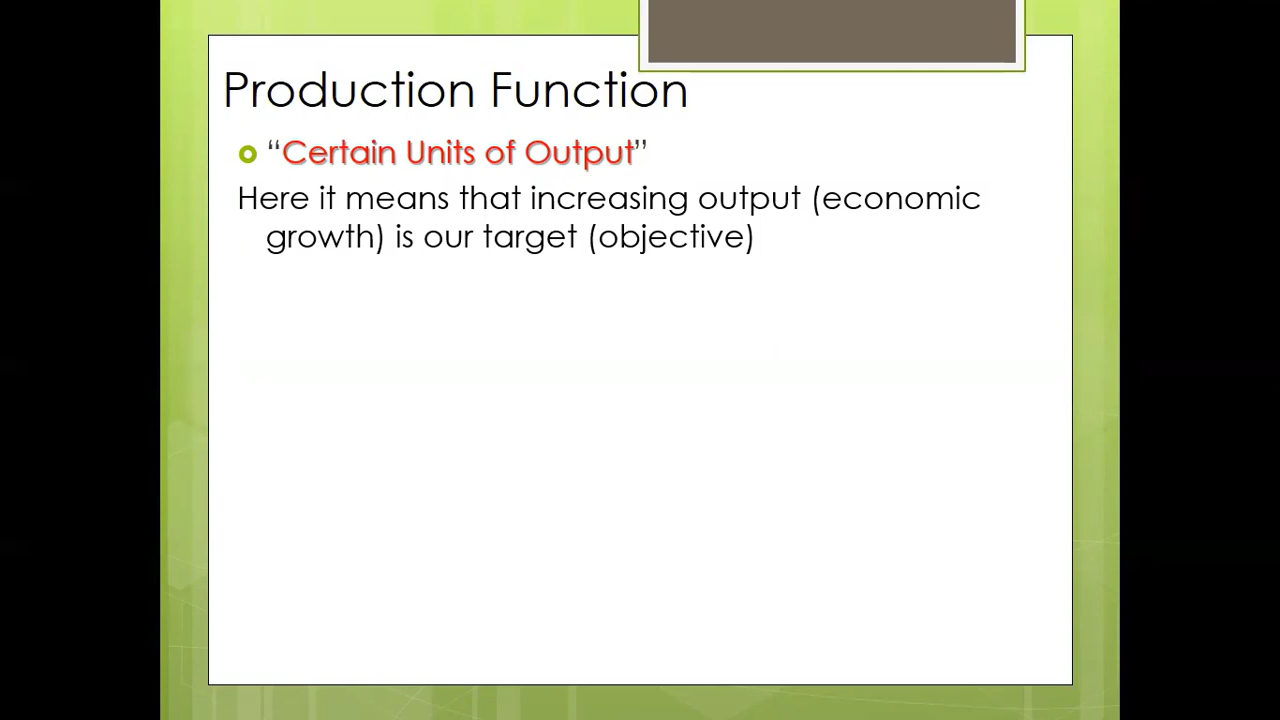 Production Function
“Certain Units of Output”
Here it means that increasing output (economic
growth) is our target (objective)